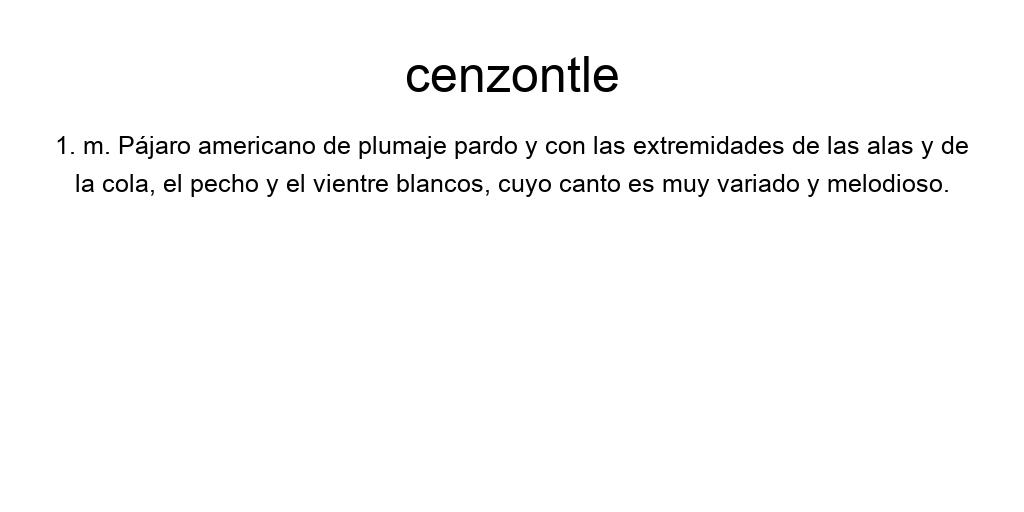 cenzontle
1. m. Pájaro americano de plumaje pardo y con las extremidades de las alas y de
la cola, el pecho y el vientre blancos, cuyo canto es muy variado y melodioso.